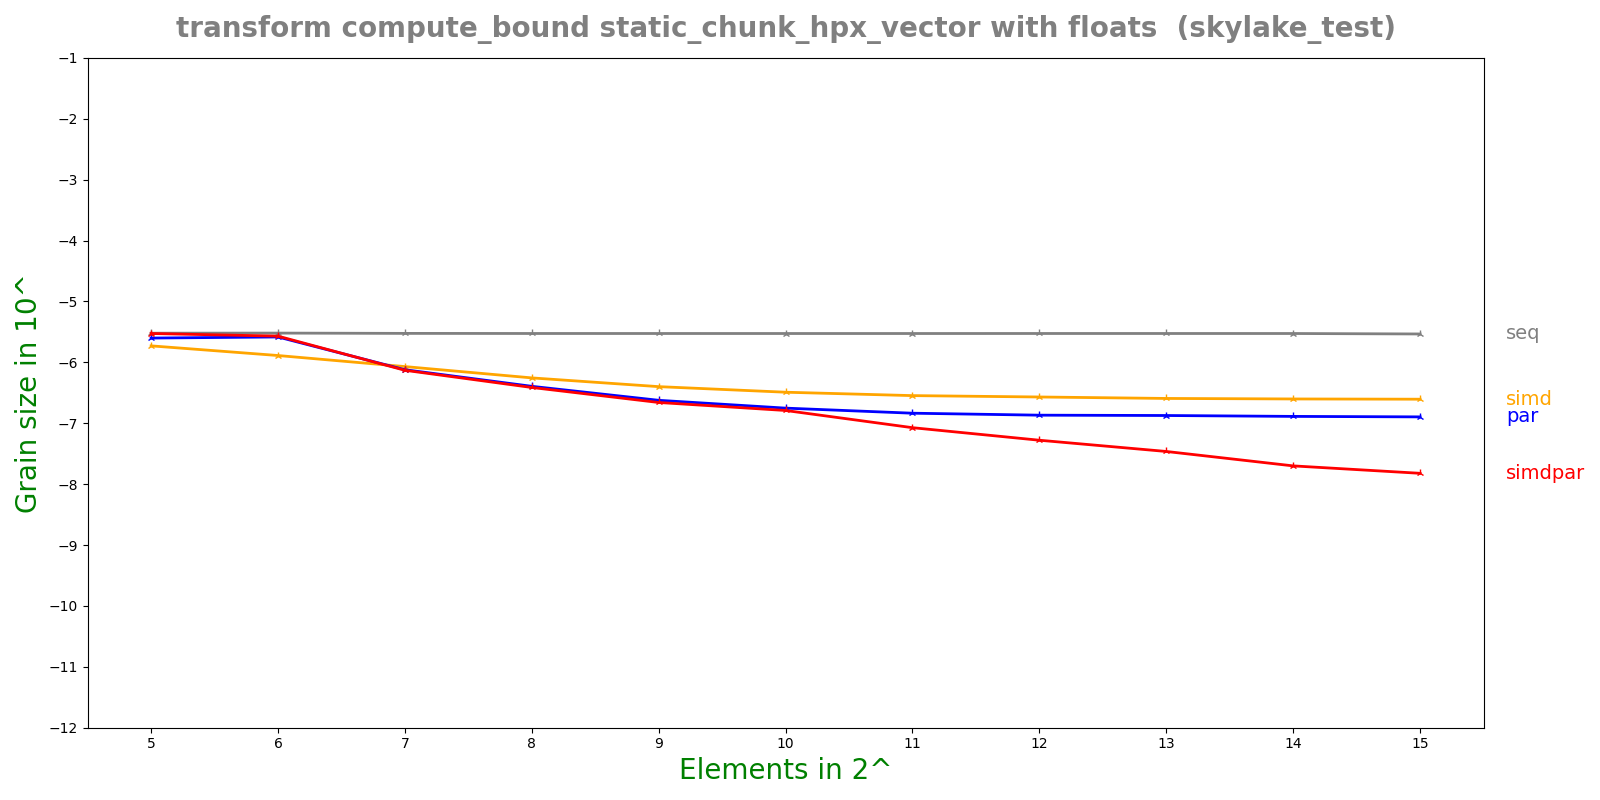 transform compute_bound static_chunk_hpx_vector with floats  (skylake_test)
Grain size in 10^
−1
−2
−3
−4
−5
−6
−7
−8
−9
−10
−11
−12
seq
simd
par
simdpar
5 6 7 8 9 10 11 12 13 14 15
Elements in 2^